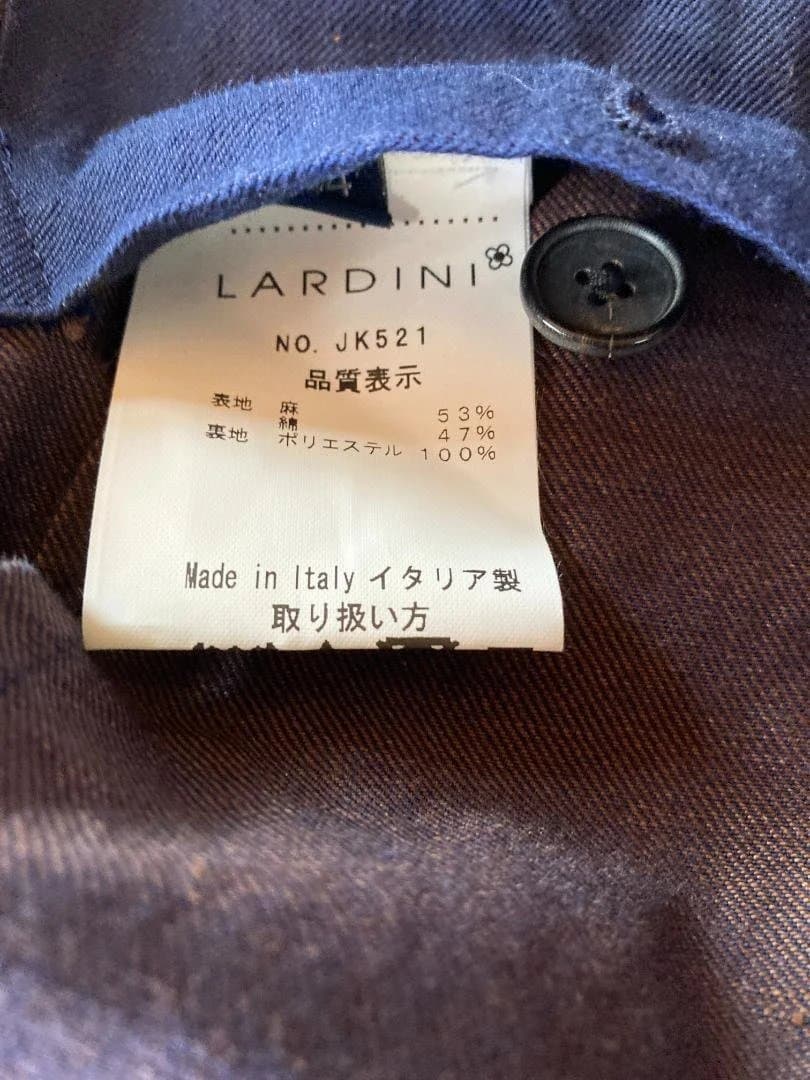 LARDINI
NO. JK521
品質表示
表地 麻 53%
綿 47%
裏地 ポリエステル 100%
Made in Italy イタリア製
取り扱い方